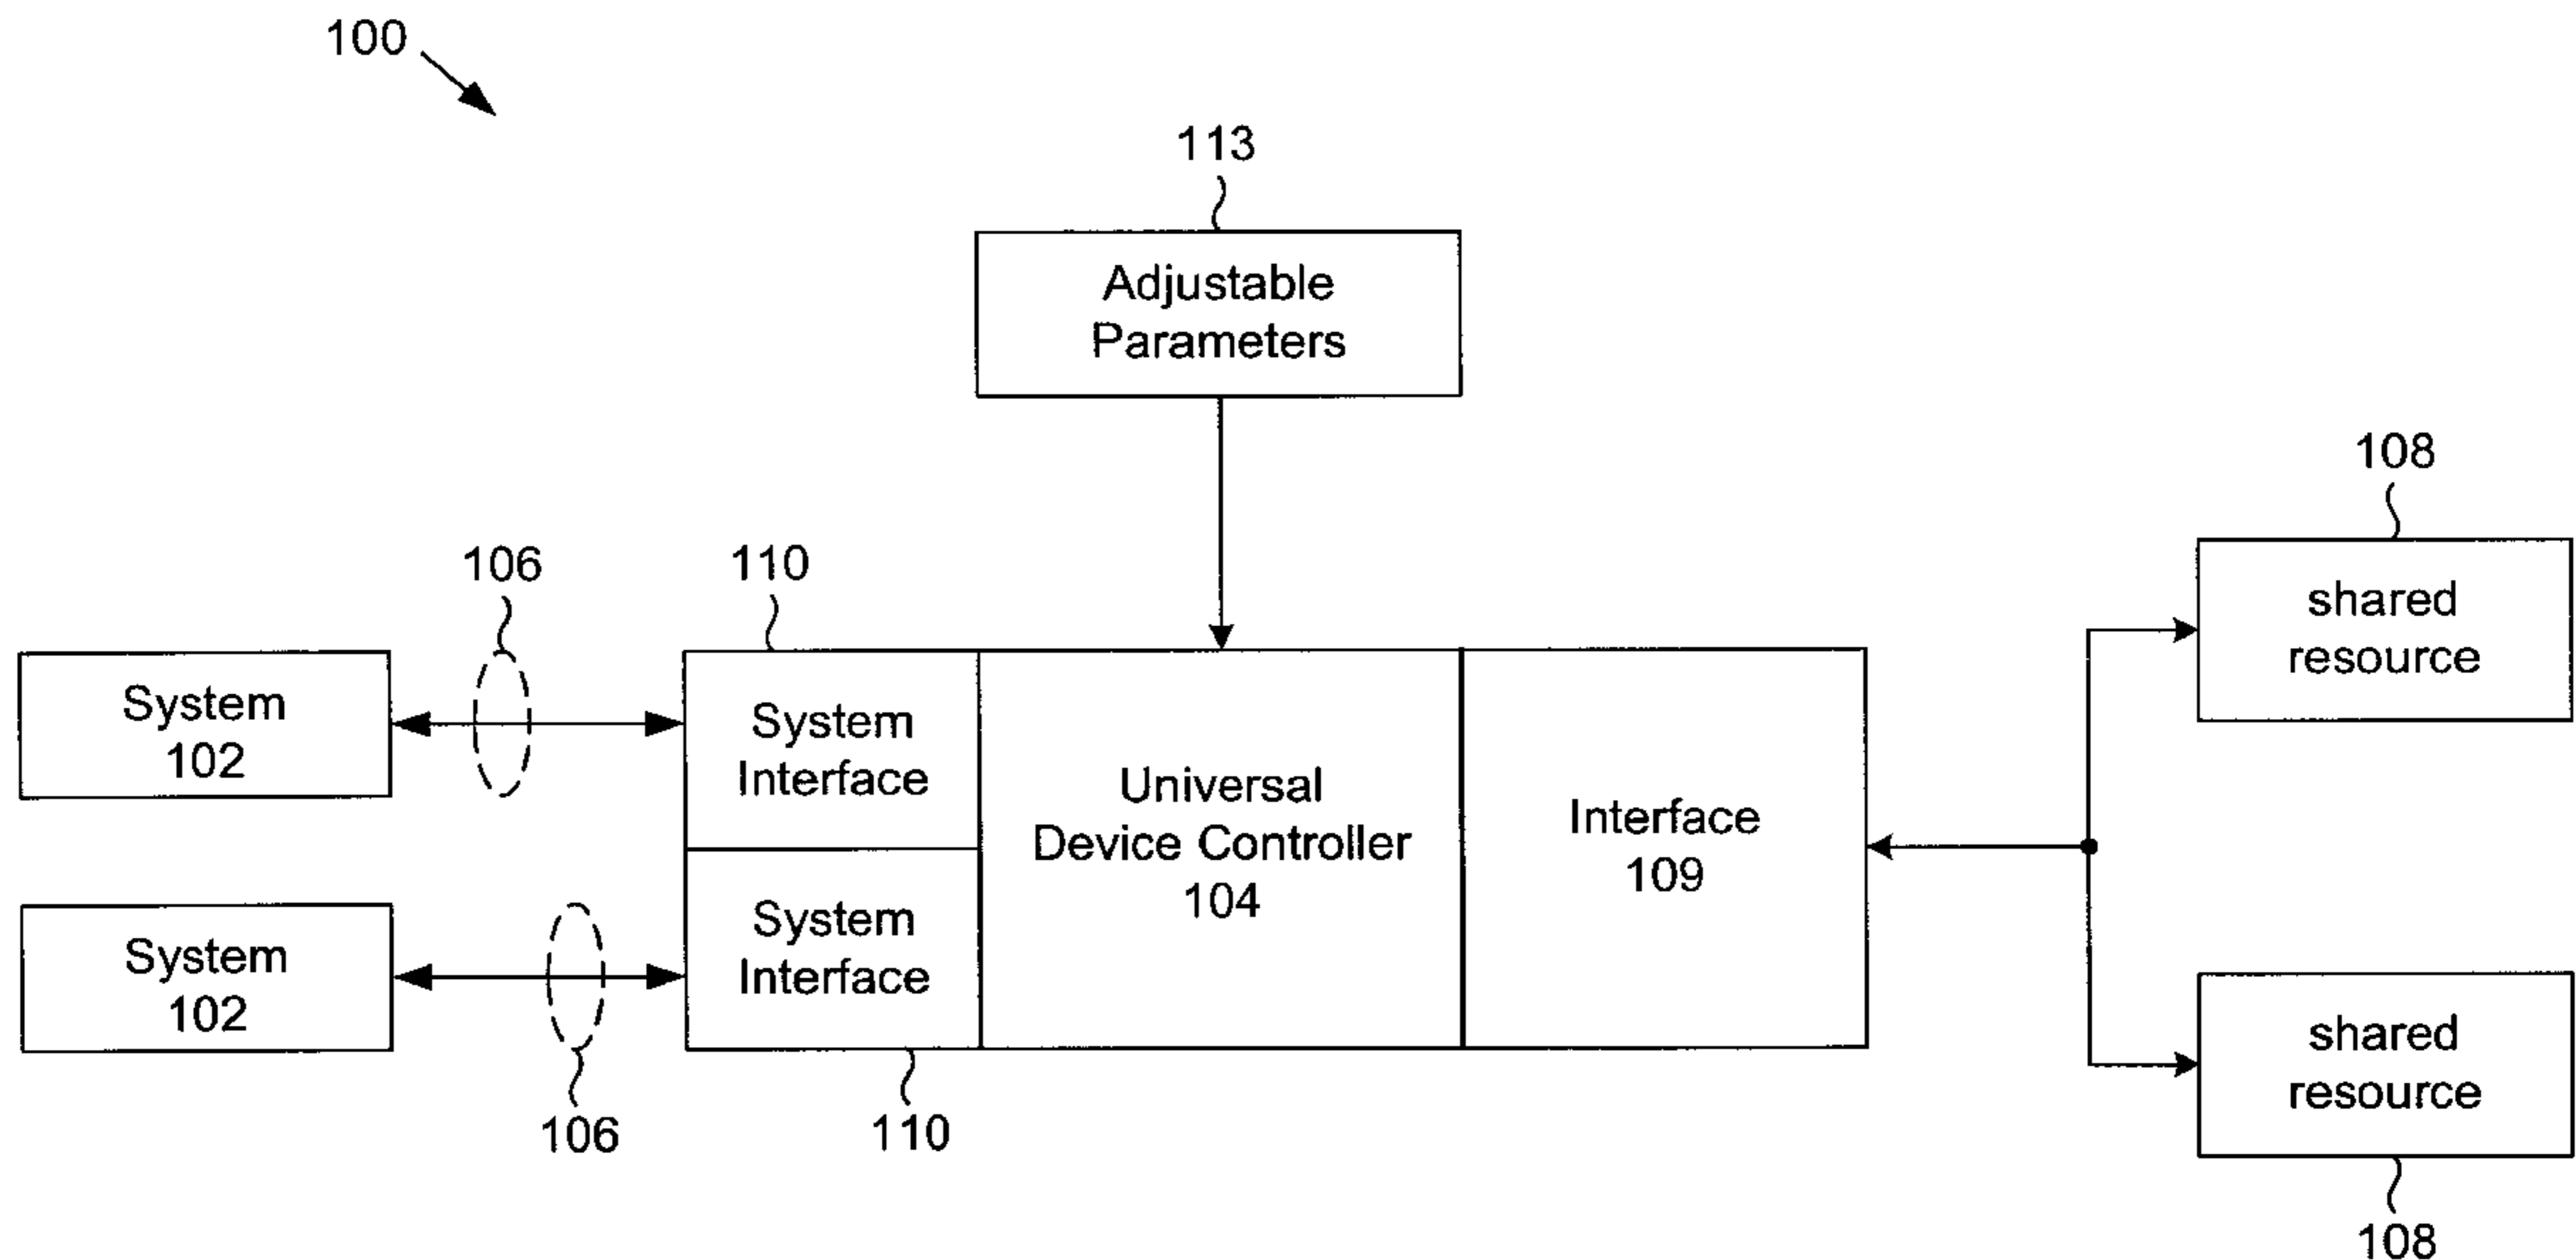 100
113
Adjustable
Parameters
108
shared
resource
106
110
System
102
System
Interface
Universal
Device Controller
104
Interface
109
System
102
System
Interface
shared
resource
106
110
108